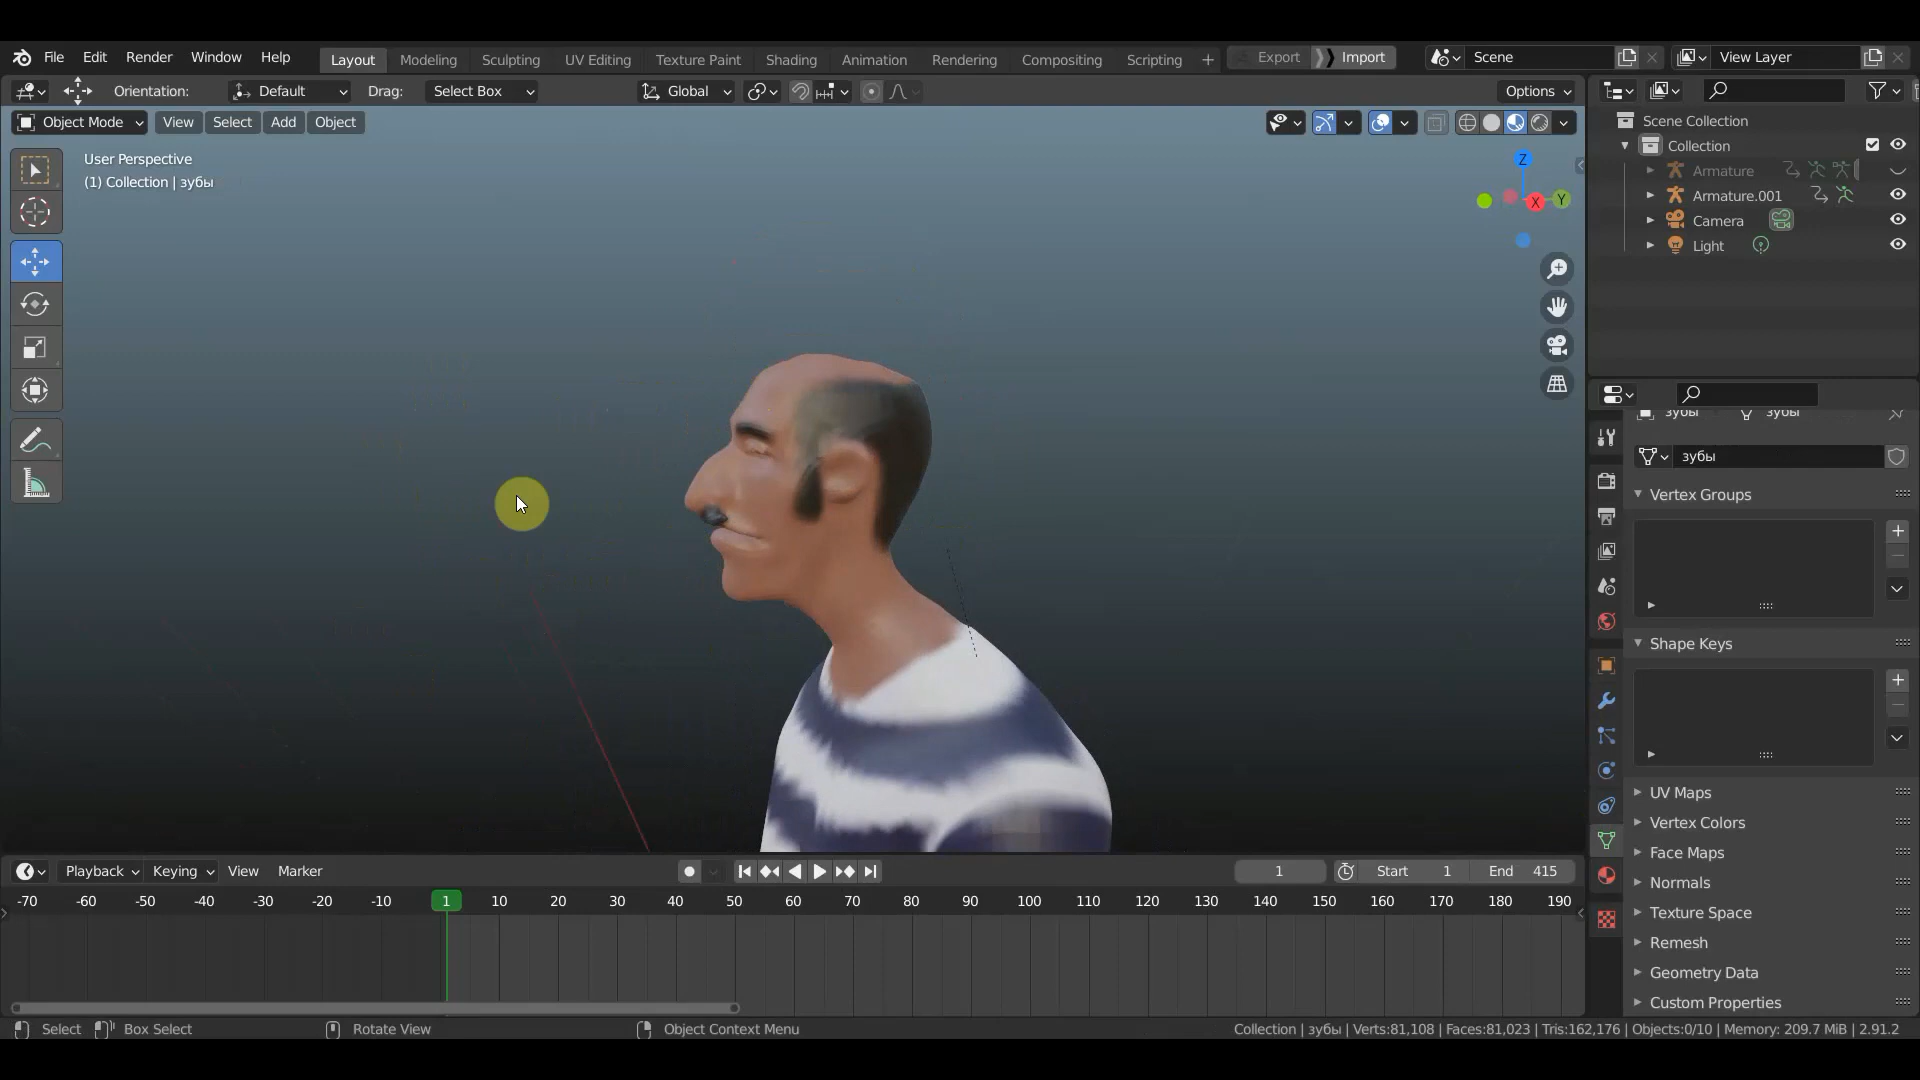 File Edit Render Window Help Layout Modeling Sculpting UV Editing Texture Paint Shading Animation Rendering Compositing Scripting + Export Import Scene View Layer
Orientation: Default Drag: Select Box Global Options
Object Mode View Select Add Object
User Perspective
(1) Collection | зубы
Z
X
Y
Scene Collection
Collection
Armature
Armature.001
Camera
Light
зубы зубы
зубы
Vertex Groups
Shape Keys
UV Maps
Vertex Colors
Face Maps
Normals
Texture Space
Remesh
Geometry Data
Custom Properties
Playback Keying View Marker 1 Start 1 End 415
-70 -60 -50 -40 -30 -20 -10 1 10 20 30 40 50 60 70 80 90 100 110 120 130 140 150 160 170 180 190
Select Box Select Rotate View Object Context Menu Collection | зубы | Verts:81,108 | Faces:81,023 | Tris:162,176 | Objects:0/10 | Memory: 209.7 MiB | 2.91.2